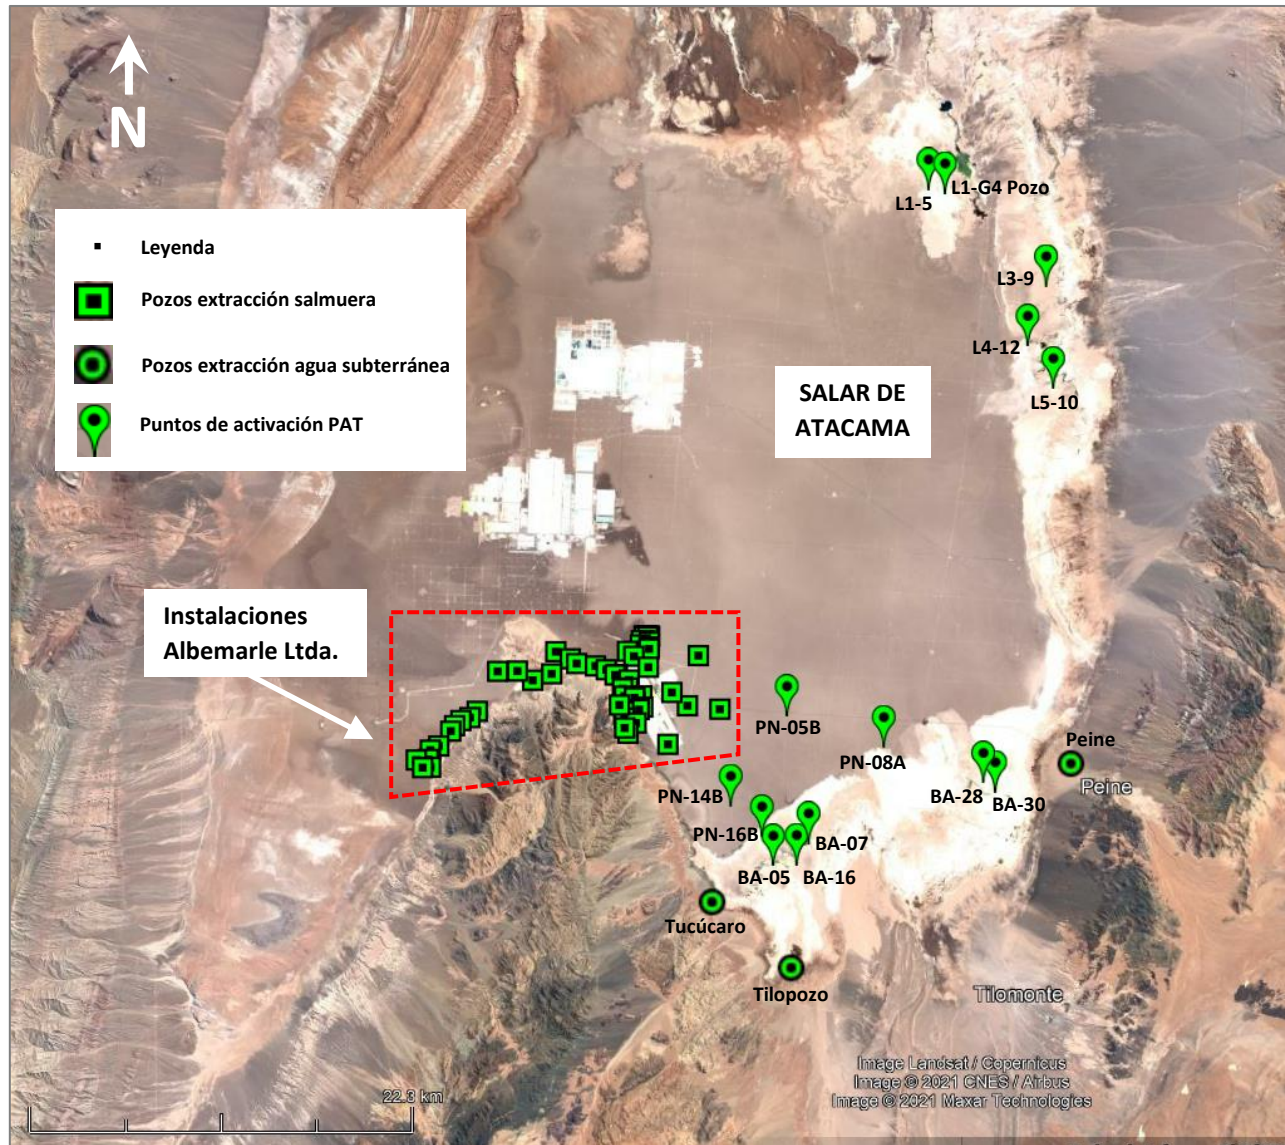 N
L1-G4 Pozo
L1-5
Leyenda
Pozos extracción salmuera
Pozos extracción agua subterránea
Puntos de activación PAT
L3-9
L4-12
L5-10
SALAR DE
ATACAMA
Instalaciones
Albemarle Ltda.
PN-05B
PN-08A
Peine
Peine
BA-28
BA-30
PN-14B
PN-16B
BA-07
BA-05
BA-16
Tucúcaro
Tilopozo
Tilomonte
Image Landsat / Copernicus
Image © 2021 CNES / Airbus
Image © 2021 Maxar Technologies
22.3 km